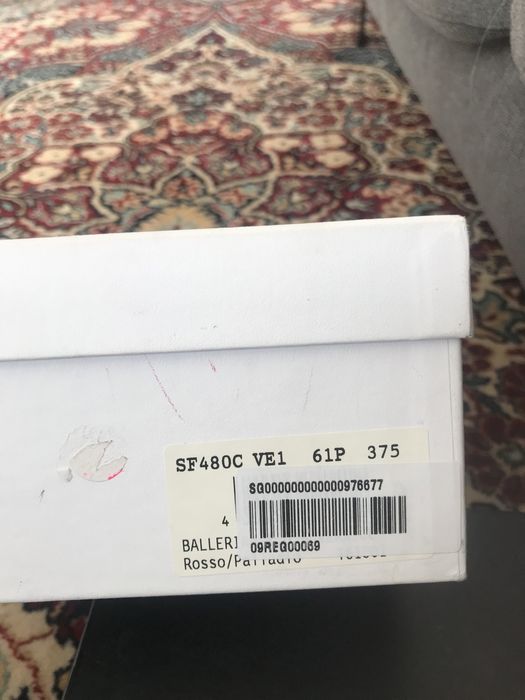 SF480C VE1 61P 375
SG000000000000976677
4
BALLERI 09REG00069
Rosso/Palladio